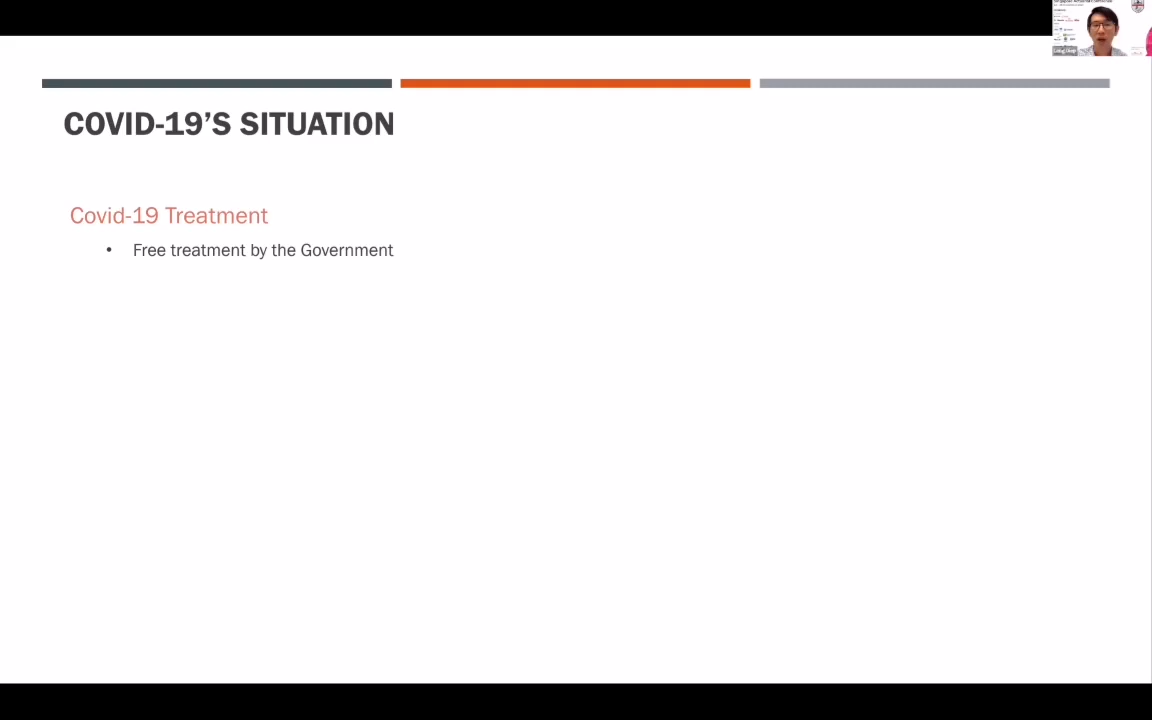 COVID-19'S SITUATION
Covid-19 Treatment
• Free treatment by the Government